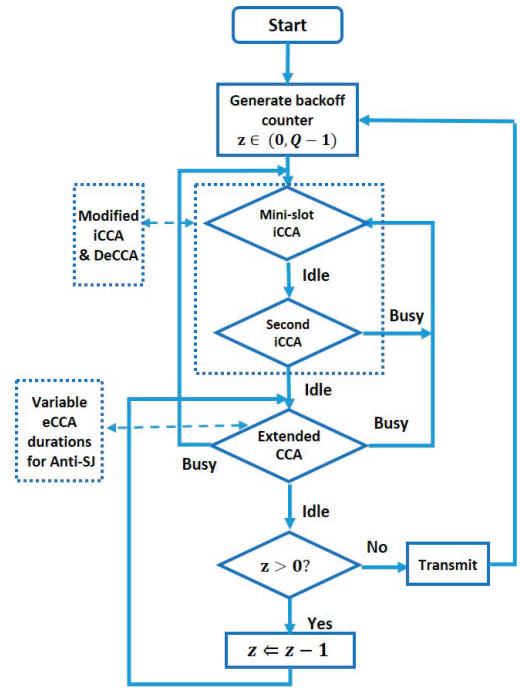 Start
Generate backoff
counter
z ∈ (0, Q − 1)
Modified
iCCA
& DeCCA
Mini-slot
iCCA
Idle
Second
iCCA
Busy
Idle
Variable
eCCA
durations
for Anti-SJ
Extended
CCA
Busy
Busy
Idle
z > 0?
No
Transmit
Yes
z ⇐ z − 1